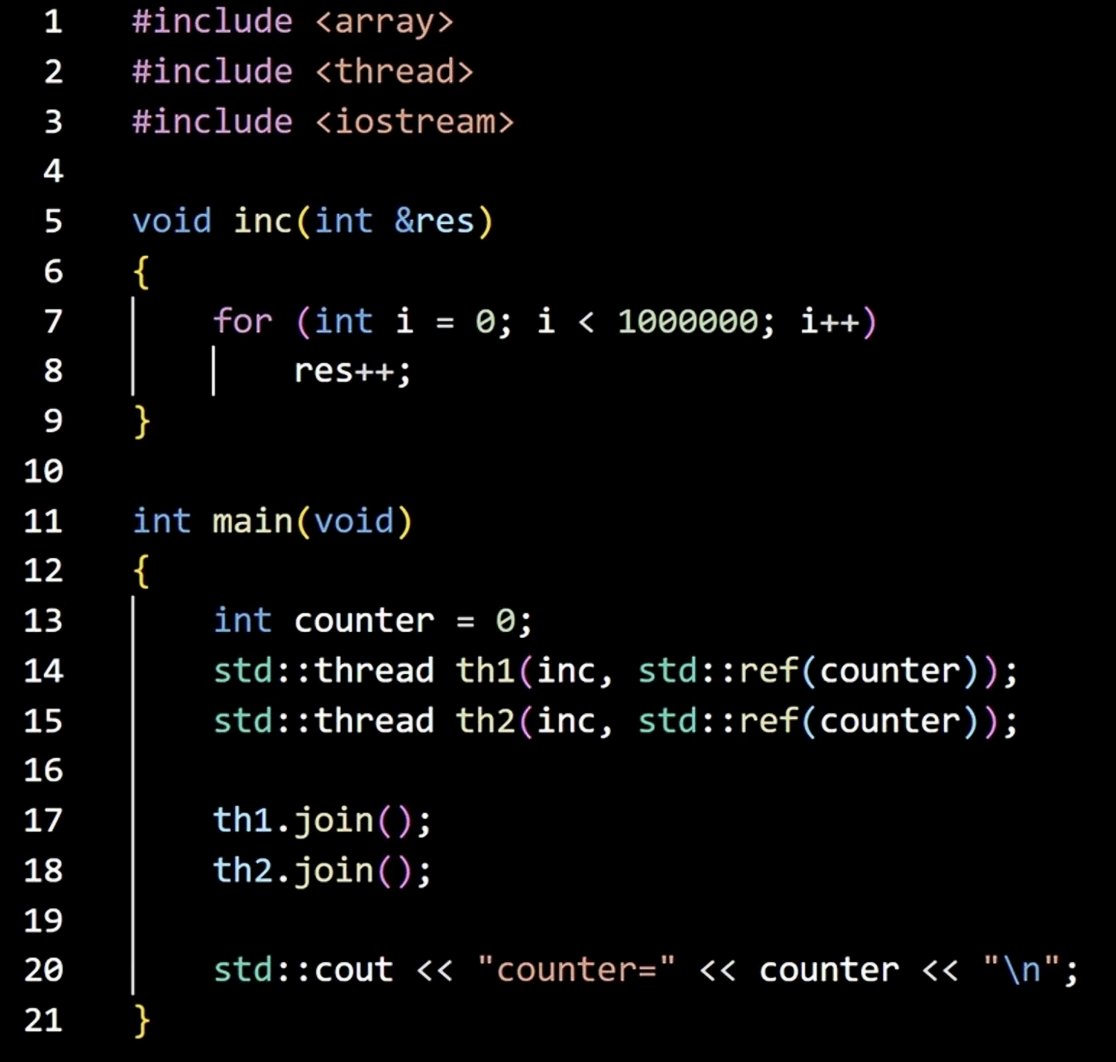 1 #include <array>
2 #include <thread>
3 #include <iostream>
4
5 void inc(int &res)
6 {
7     for (int i = 0; i < 1000000; i++)
8         res++;
9 }
10
11 int main(void)
12 {
13     int counter = 0;
14     std::thread th1(inc, std::ref(counter));
15     std::thread th2(inc, std::ref(counter));
16
17     th1.join();
18     th2.join();
19
20     std::cout << "counter=" << counter << "\n";
21 }